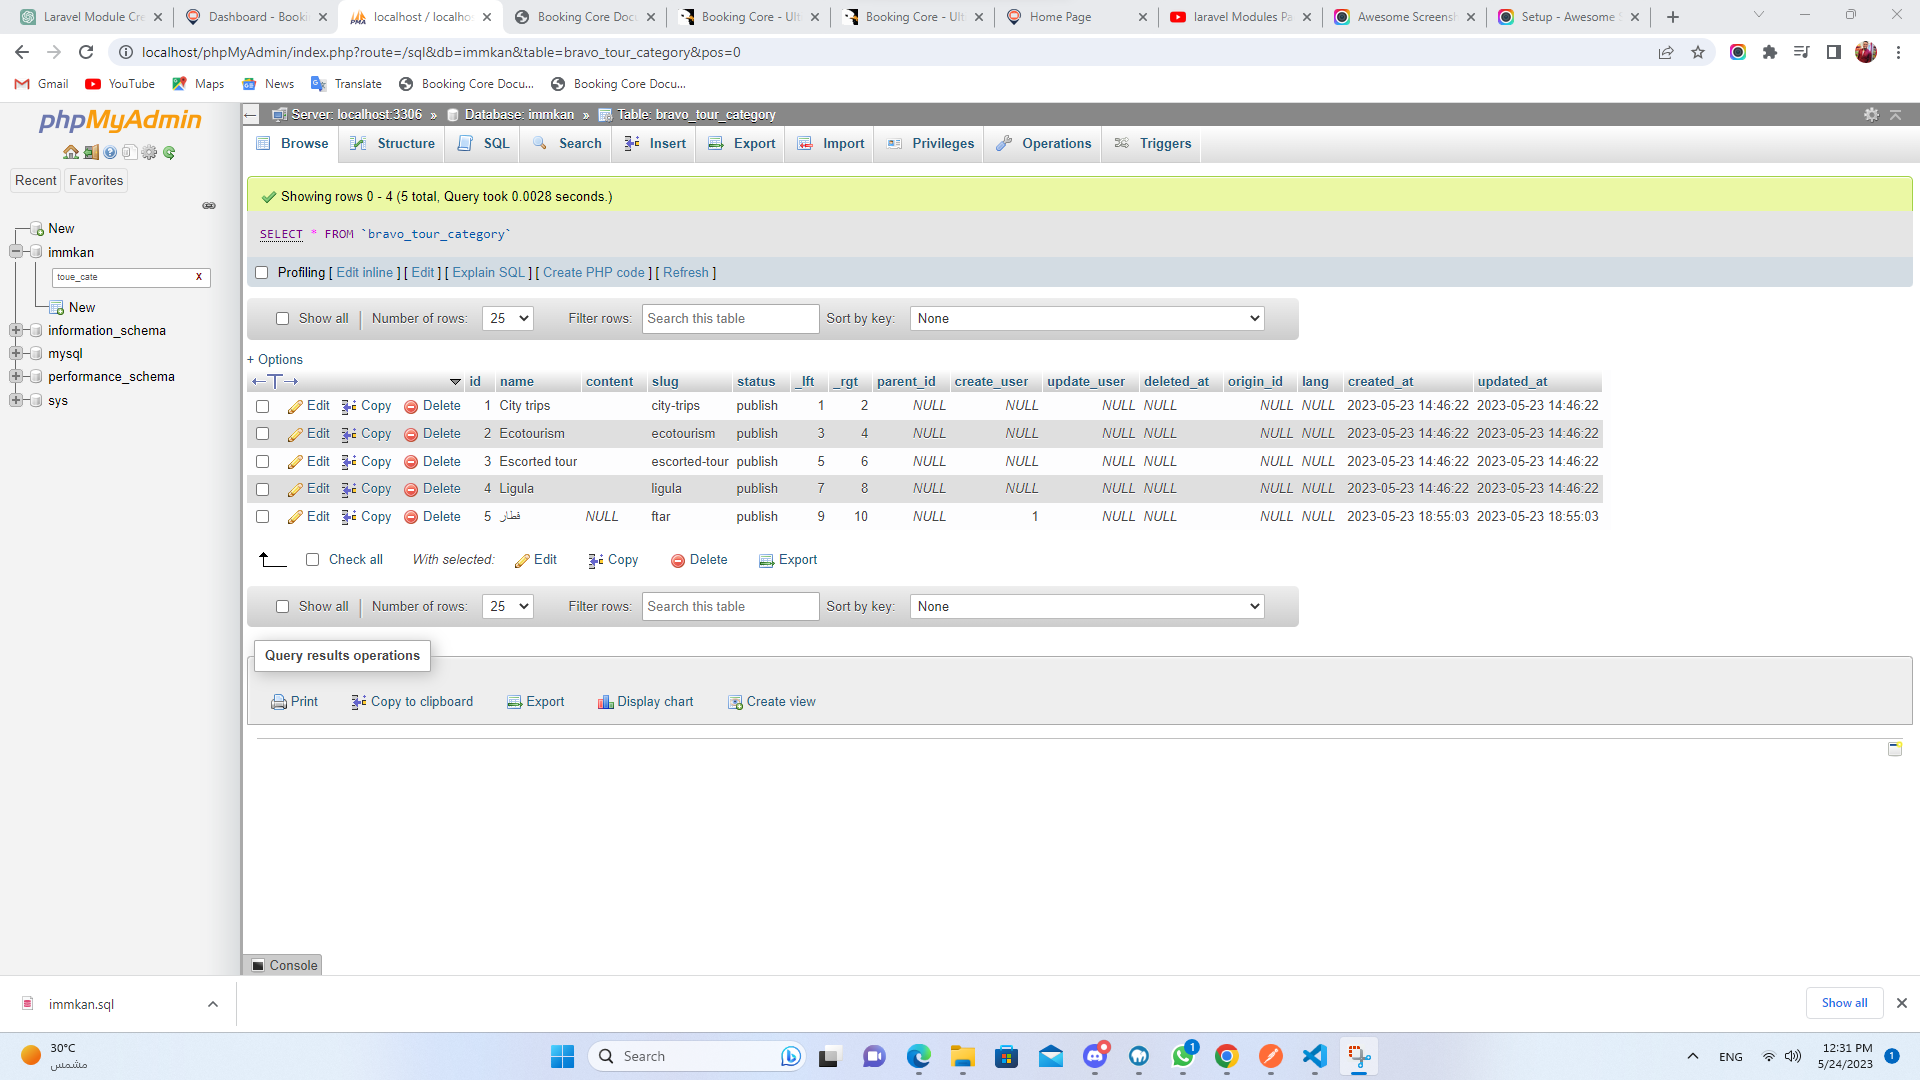 Laravel Module Cre
Dashboard - Booki
localhost / localhos
Booking Core Docu
Booking Core - Ult
Booking Core - Ult
Home Page
laravel Modules Pa
Awesome Screensh
Setup - Awesome S
localhost/phpMyAdmin/index.php?route=/sql&db=immkan&table=bravo_tour_category&pos=0
Gmail YouTube Maps News Translate Booking Core Docu... Booking Core Docu...
phpMyAdmin
Recent Favorites
New
immkan
toue_cate X
New
information_schema
mysql
performance_schema
sys
Server: localhost:3306 » Database: immkan » Table: bravo_tour_category
Browse Structure SQL Search Insert Export Import Privileges Operations Triggers
Showing rows 0 - 4 (5 total, Query took 0.0028 seconds.)
SELECT * FROM `bravo_tour_category`
Profiling [ Edit inline ] [ Edit ] [ Explain SQL ] [ Create PHP code ] [ Refresh ]
Show all | Number of rows: 25 Filter rows: Search this table Sort by key: None
+ Options
←T→ id name content slug status _lft _rgt parent_id create_user update_user deleted_at origin_id lang created_at updated_at
Edit Copy Delete 1 City trips city-trips publish 1 2 NULL NULL NULL NULL NULL NULL 2023-05-23 14:46:22 2023-05-23 14:46:22
Edit Copy Delete 2 Ecotourism ecotourism publish 3 4 NULL NULL NULL NULL NULL NULL 2023-05-23 14:46:22 2023-05-23 14:46:22
Edit Copy Delete 3 Escorted tour escorted-tour publish 5 6 NULL NULL NULL NULL NULL NULL 2023-05-23 14:46:22 2023-05-23 14:46:22
Edit Copy Delete 4 Ligula ligula publish 7 8 NULL NULL NULL NULL NULL NULL 2023-05-23 14:46:22 2023-05-23 14:46:22
Edit Copy Delete 5 فطار NULL ftar publish 9 10 NULL 1 NULL NULL NULL NULL 2023-05-23 18:55:03 2023-05-23 18:55:03
Check all With selected: Edit Copy Delete Export
Show all | Number of rows: 25 Filter rows: Search this table Sort by key: None
Query results operations
Print Copy to clipboard Export Display chart Create view
Console
immkan.sql
Show all
30°C
مشمس
Search
1
ENG
12:31 PM
5/24/2023
1